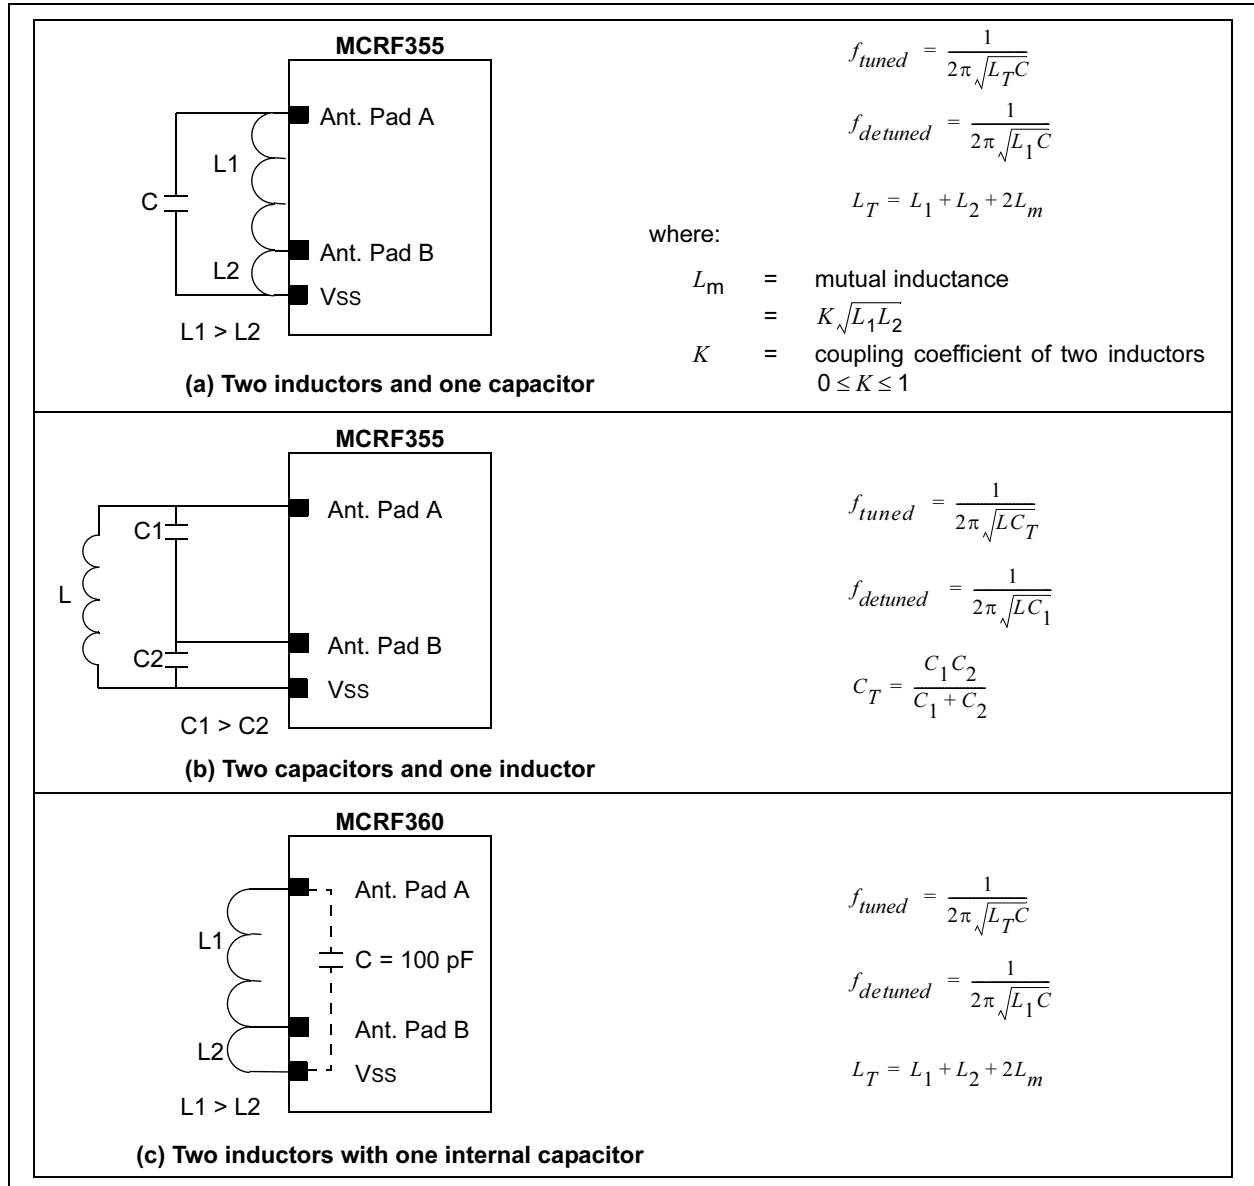 MCRF355
Ant. Pad A
L1
C
Ant. Pad B
L2
VSS
L1 > L2
(a) Two inductors and one capacitor
f_tuned = 1 / (2π√(L_T C))
f_detuned = 1 / (2π√(L_1 C))
L_T = L_1 + L_2 + 2L_m
where:
L_m = mutual inductance
= K√(L_1 L_2)
K = coupling coefficient of two inductors
0 ≤ K ≤ 1
MCRF355
Ant. Pad A
C1
L
Ant. Pad B
C2
VSS
C1 > C2
(b) Two capacitors and one inductor
f_tuned = 1 / (2π√(L C_T))
f_detuned = 1 / (2π√(L C_1))
C_T = C_1 C_2 / (C_1 + C_2)
MCRF360
Ant. Pad A
L1
C = 100 pF
Ant. Pad B
L2
VSS
L1 > L2
(c) Two inductors with one internal capacitor
f_tuned = 1 / (2π√(L_T C))
f_detuned = 1 / (2π√(L_1 C))
L_T = L_1 + L_2 + 2L_m